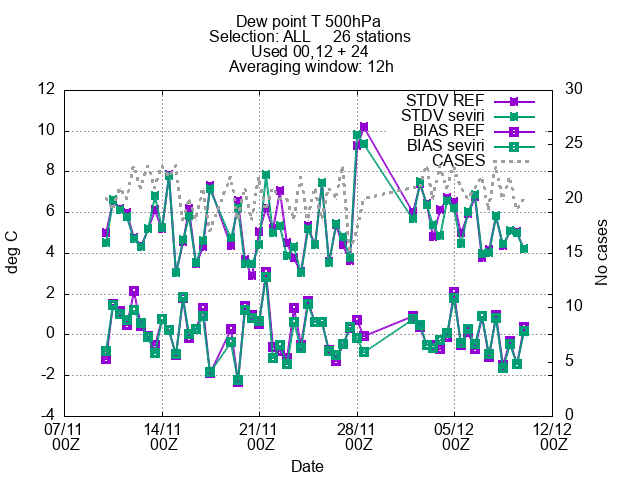 Dew point T 500hPa
Selection: ALL 26 stations
Used 00,12 + 24
Averaging window: 12h
12
10
8
6
4
2
0
-2
-4
deg C
30
25
20
15
10
5
0
No cases
STDV REF
STDV seviri
BIAS REF
BIAS seviri
CASES
07/11 14/11 21/11 28/11 05/12 12/12
00Z 00Z 00Z 00Z 00Z 00Z
Date